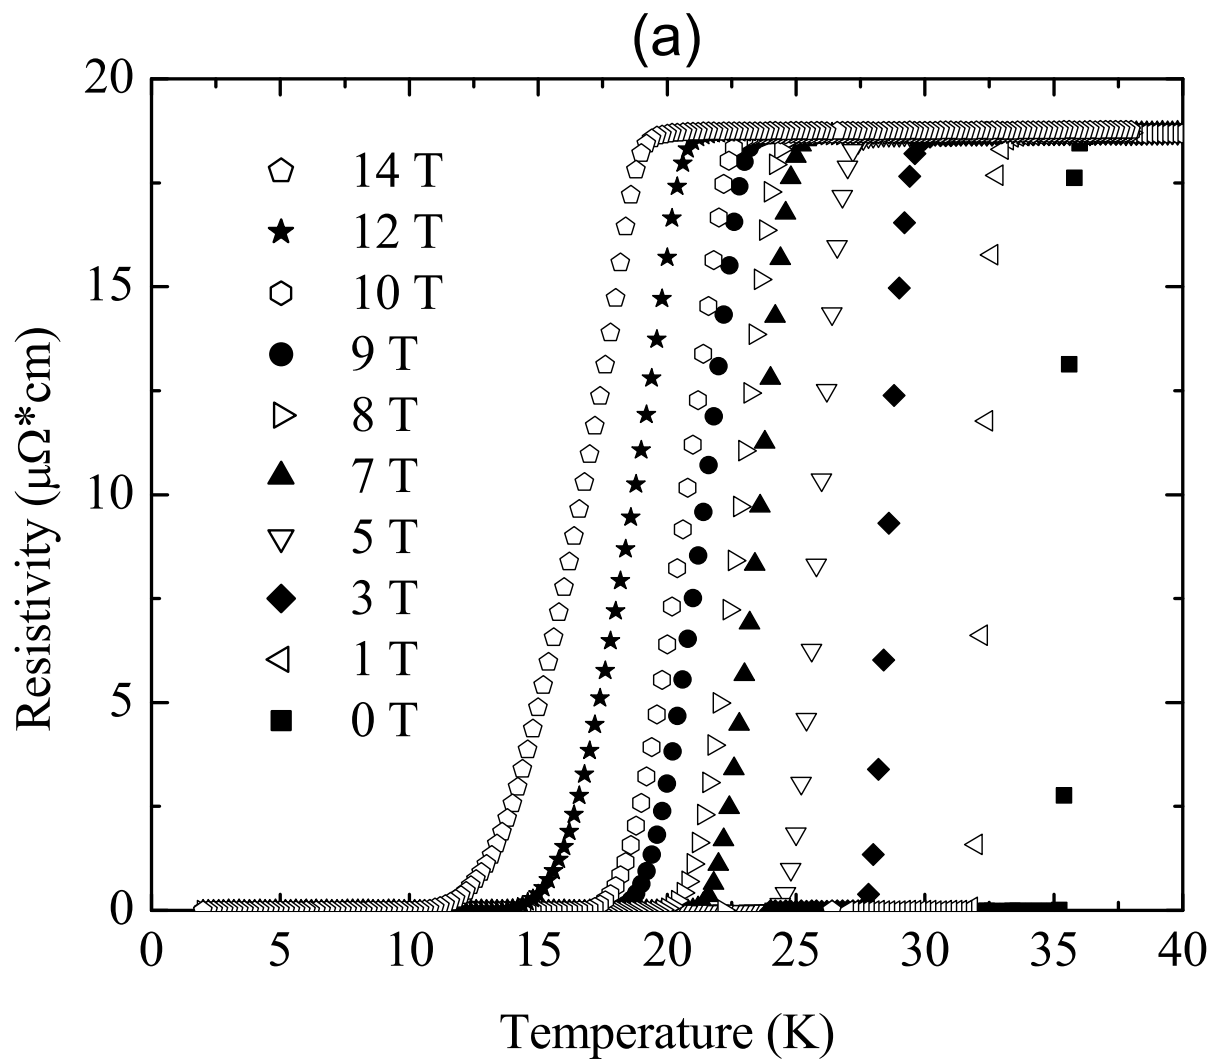 (a)
20
15
10
5
0
Resistivity (μΩ*cm)
14 T
12 T
10 T
9 T
8 T
7 T
5 T
3 T
1 T
0 T
0 5 10 15 20 25 30 35 40
Temperature (K)